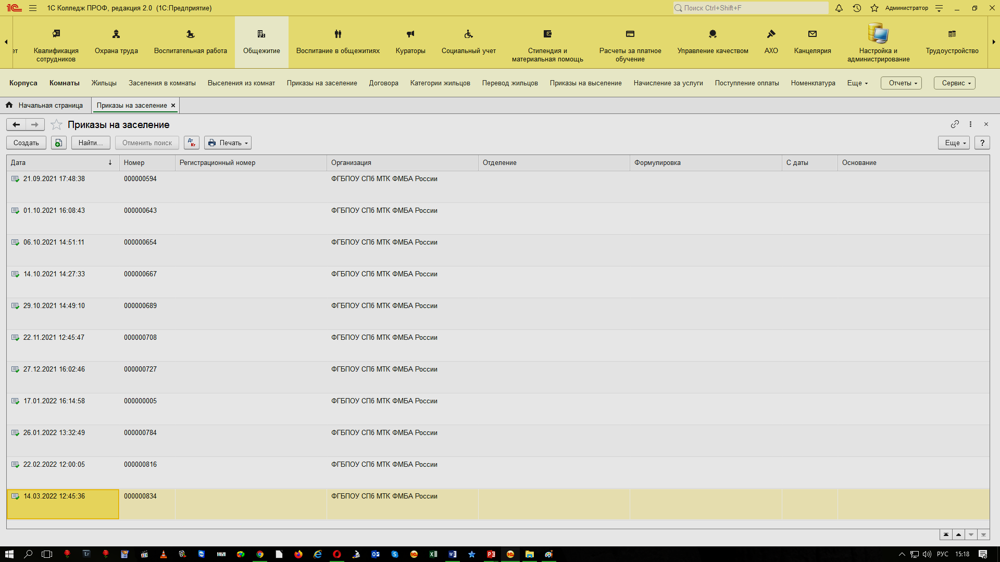 1С Колледж ПРОФ, редакция 2.0 (1С:Предприятие)
Поиск Ctrl+Shift+F
Администратор
ет
Квалификация сотрудников
Охрана труда
Воспитательная работа
Общежитие
Воспитание в общежитиях
Кураторы
Социальный учет
Стипендия и материальная помощь
Расчеты за платное обучение
Управление качеством
АХО
Канцелярия
Настройка и администрирование
Трудоустройство
Корпуса Комнаты Жильцы Заселения в комнаты Выселения из комнат Приказы на заселение Договора Категории жильцов Перевод жильцов Приказы на выселение Начисление за услуги Поступление оплаты Номенклатура Еще Отчеты Сервис
Начальная страница Приказы на заселение
Приказы на заселение
Создать Найти... Отменить поиск Дт Кт Печать Еще ?
Дата Номер Регистрационный номер Организация Отделение Формулировка С даты Основание
21.09.2021 17:48:38 000000594 ФГБПОУ СПб МТК ФМБА России
01.10.2021 16:08:43 000000643 ФГБПОУ СПб МТК ФМБА России
06.10.2021 14:51:11 000000654 ФГБПОУ СПб МТК ФМБА России
14.10.2021 14:27:33 000000667 ФГБПОУ СПб МТК ФМБА России
29.10.2021 14:49:10 000000689 ФГБПОУ СПб МТК ФМБА России
22.11.2021 12:45:47 000000708 ФГБПОУ СПб МТК ФМБА России
27.12.2021 16:02:46 000000727 ФГБПОУ СПб МТК ФМБА России
17.01.2022 16:14:58 000000005 ФГБПОУ СПб МТК ФМБА России
26.01.2022 13:32:49 000000784 ФГБПОУ СПб МТК ФМБА России
22.02.2022 12:00:05 000000816 ФГБПОУ СПб МТК ФМБА России
14.03.2022 12:45:36 000000834 ФГБПОУ СПб МТК ФМБА России
Lr
РУС 15:18